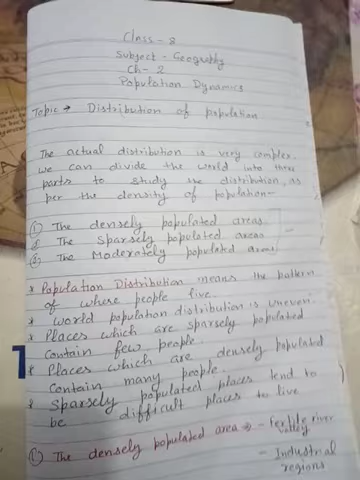 Class - 8
Subject - Geography
Ch - 2
Population Dynamics
Topic → Distribution of population
The actual distribution is very complex.
we can divide the world into three
parts to study the distribution, as
per the density of population -
① The densely populated areas
② The Sparsely populated areas
③ The Moderately populated areas
* Population Distribution means the pattern
of where people live.
* World population distribution is uneven.
* Places which are sparsely populated
contain few people.
* Places which are densely populated
contain many people.
* Sparsely populated places tend to
be difficult places to live
① The densely populated area → - Fertile river
valley
- Industrial
regions